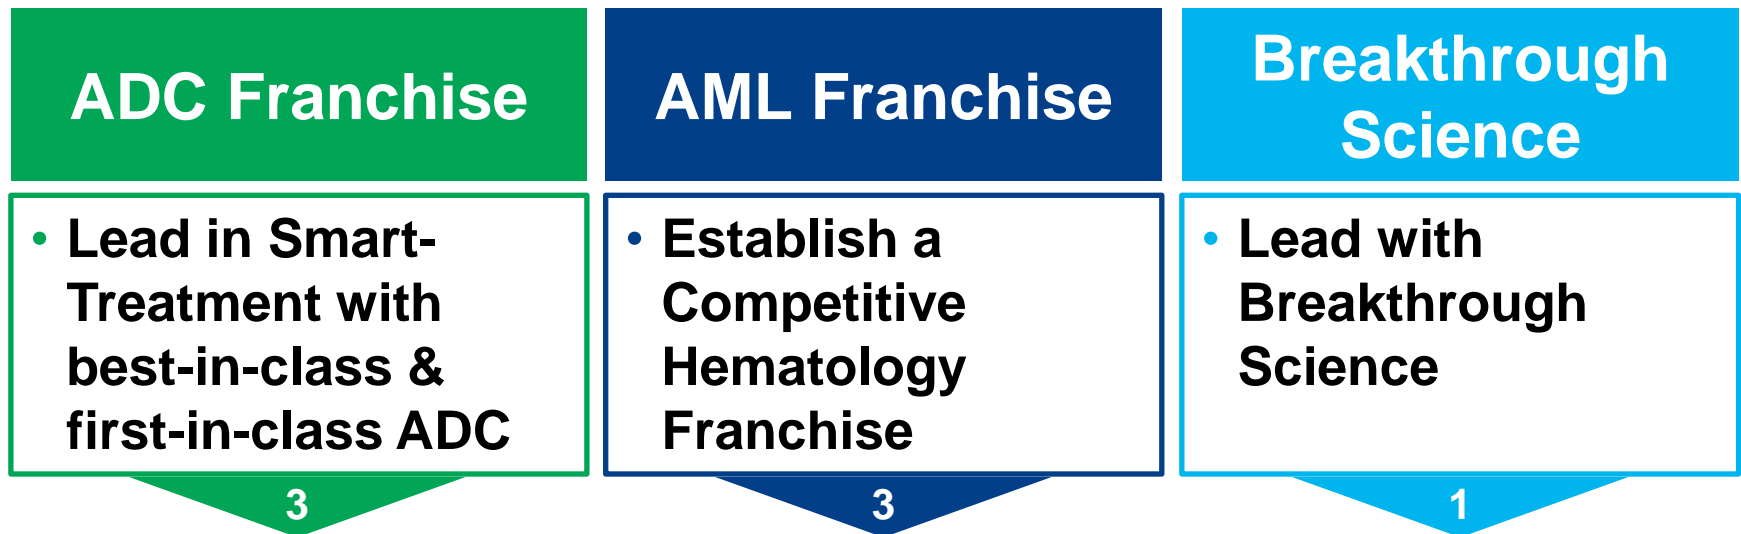 ADC Franchise
• Lead in Smart-
Treatment with
best-in-class &
first-in-class ADC
3
AML Franchise
• Establish a
Competitive
Hematology
Franchise
3
Breakthrough
Science
• Lead with
Breakthrough
Science
1